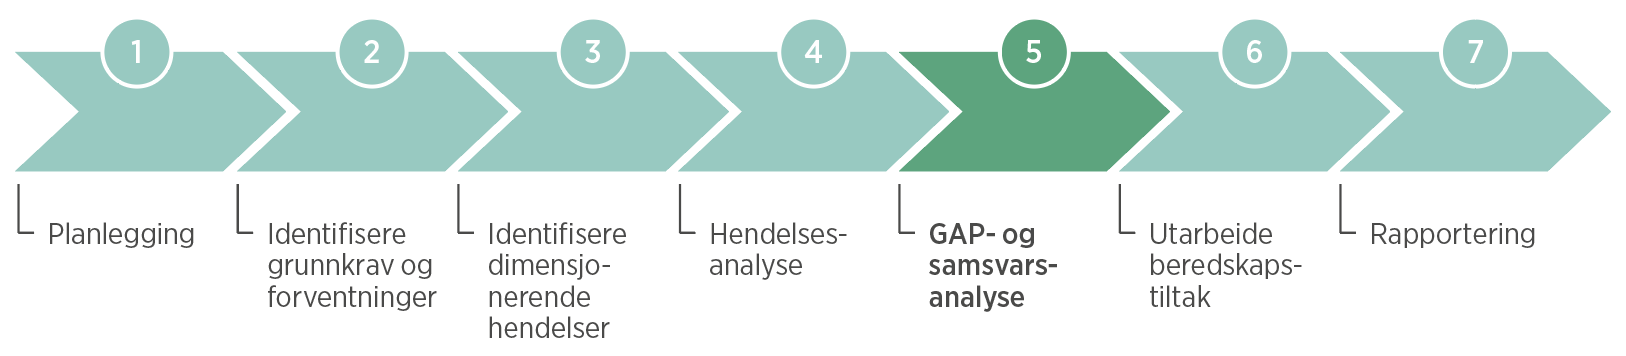 1
2
3
4
5
6
7
Planlegging
Identifisere
grunnkrav og
forventninger
Identifisere
dimensjo-
nerende
hendelser
Hendelses-
analyse
GAP- og
samsvars-
analyse
Utarbeide
beredskaps-
tiltak
Rapportering